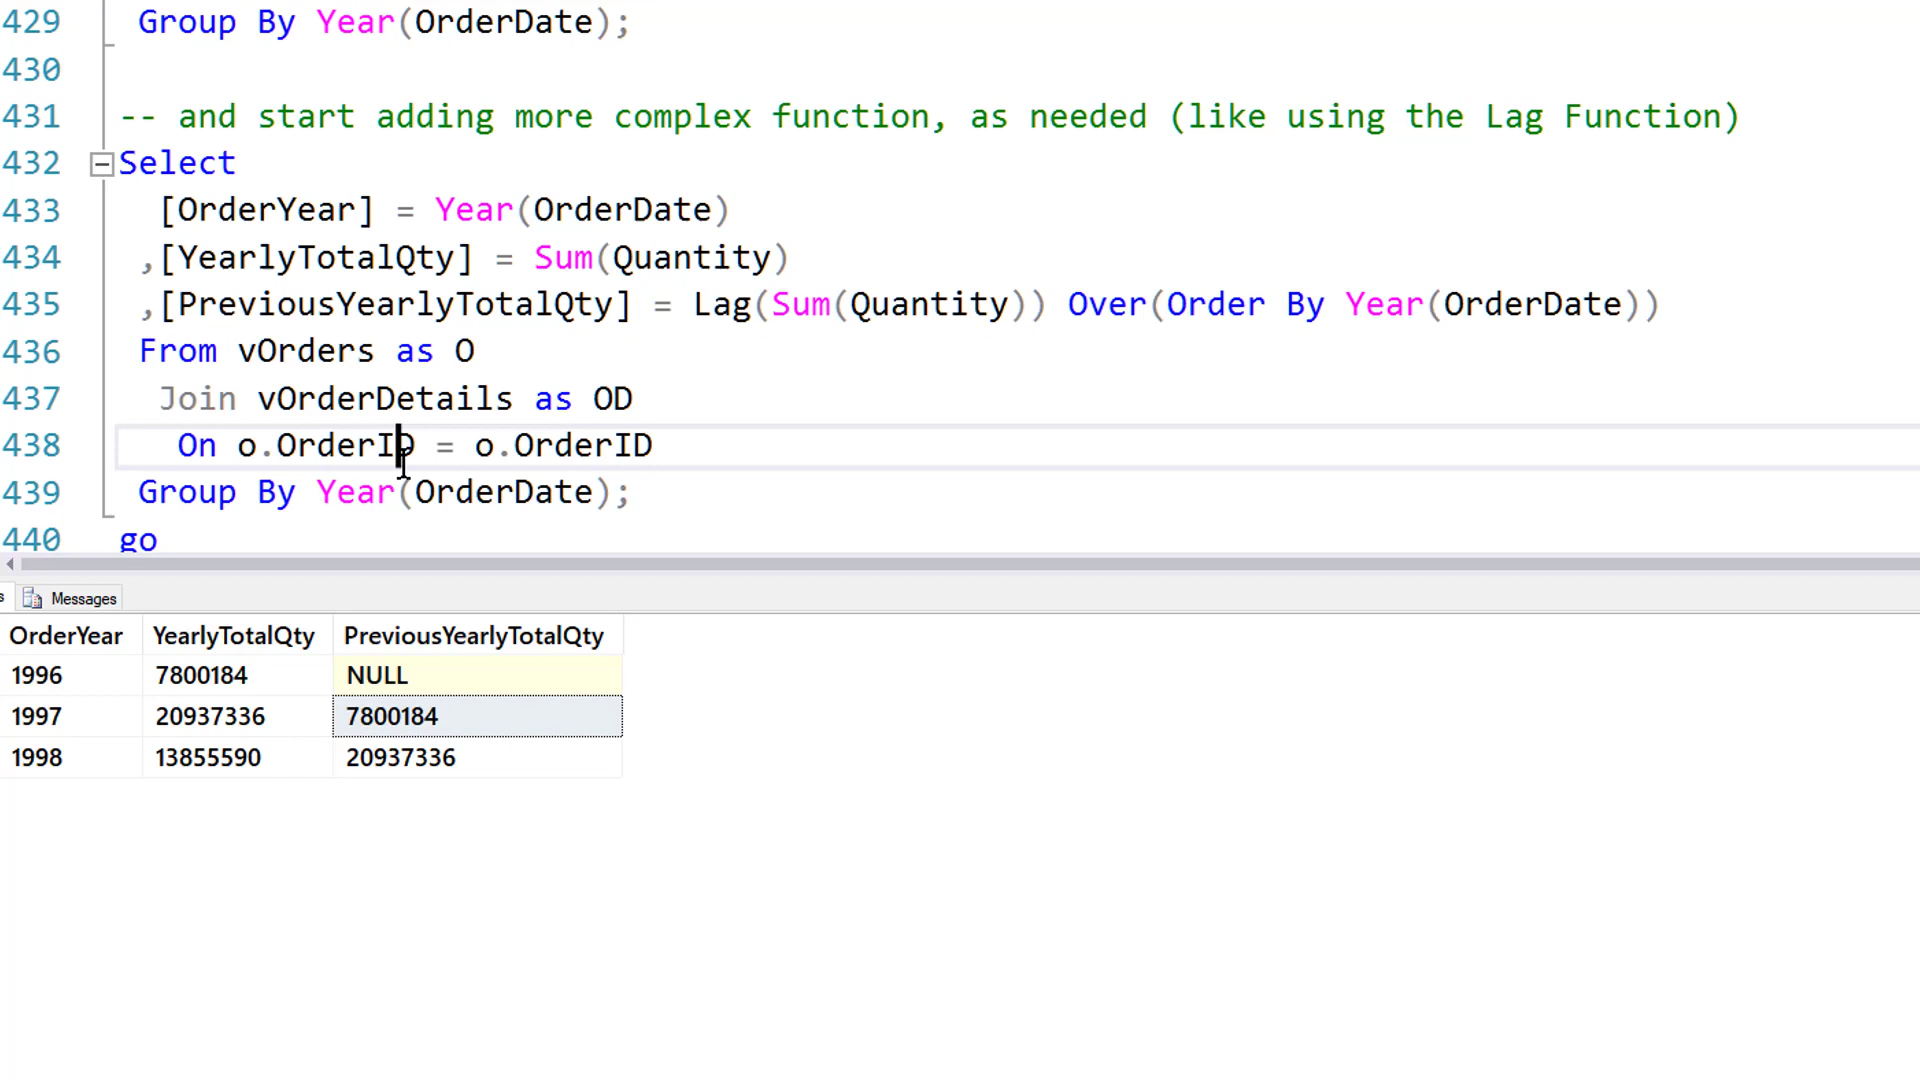 429 Group By Year(OrderDate);
430
431 -- and start adding more complex function, as needed (like using the Lag Function)
432 Select
433 [OrderYear] = Year(OrderDate)
434 ,[YearlyTotalQty] = Sum(Quantity)
435 ,[PreviousYearlyTotalQty] = Lag(Sum(Quantity)) Over(Order By Year(OrderDate))
436 From vOrders as O
437 Join vOrderDetails as OD
438 On o.OrderID = o.OrderID
439 Group By Year(OrderDate);
440 go
s Messages
OrderYear YearlyTotalQty PreviousYearlyTotalQty
1996 7800184 NULL
1997 20937336 7800184
1998 13855590 20937336